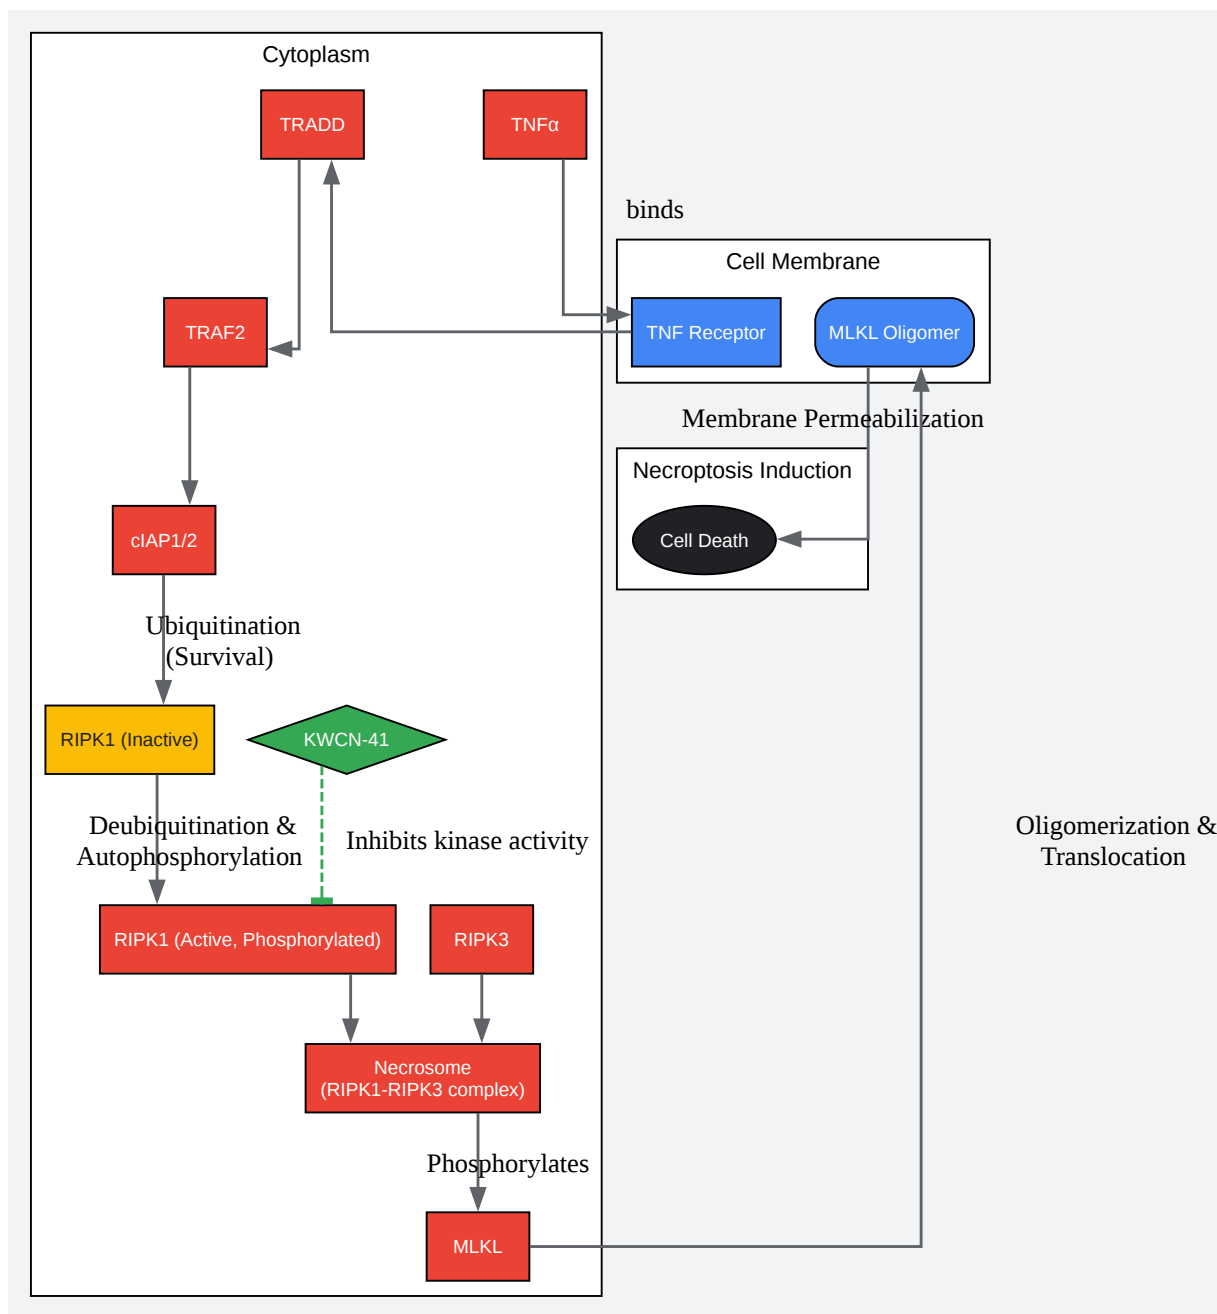 Cytoplasm
TRADD
TNFα
binds
Cell Membrane
TRAF2
TNF Receptor
MLKL Oligomer
Membrane Permeabilization
Necroptosis Induction
cIAP1/2
Cell Death
Ubiquitination
(Survival)
RIPK1 (Inactive)
KWCN-41
Deubiquitination &
Autophosphorylation
Inhibits kinase activity
Oligomerization &
Translocation
RIPK1 (Active, Phosphorylated)
RIPK3
Necrosome
(RIPK1-RIPK3 complex)
Phosphorylates
MLKL